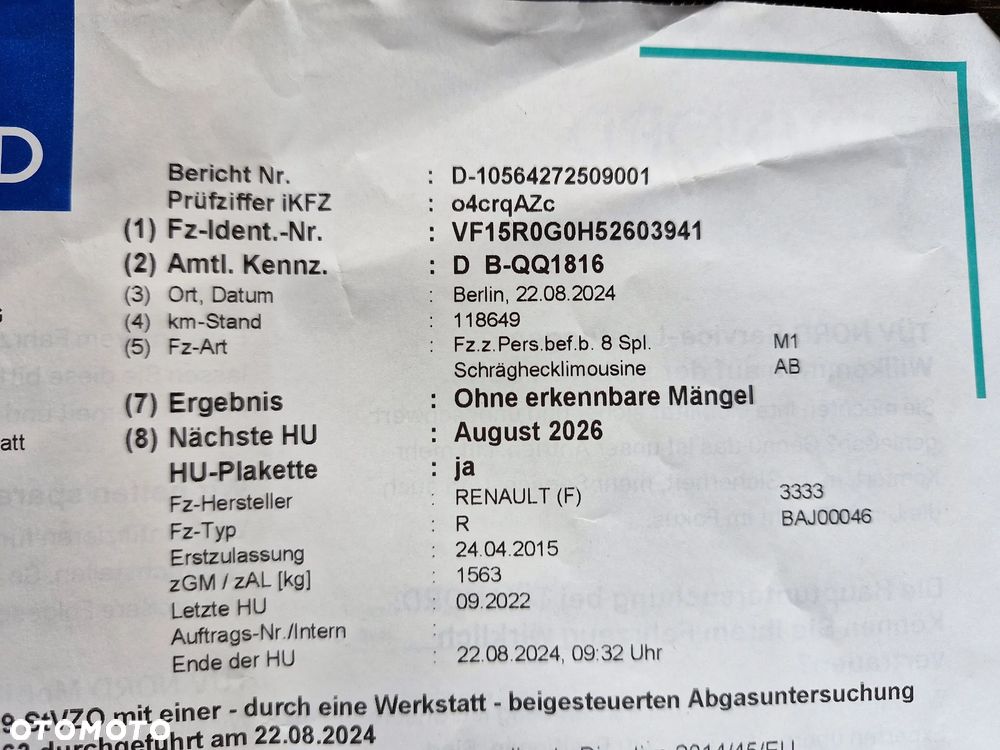 D
Bericht Nr. : D-10564272509001
Prüfziffer iKFZ : o4crqAZc
(1) Fz-Ident.-Nr. : VF15R0G0H52603941
(2) Amtl. Kennz. : D B-QQ1816
(3) Ort, Datum : Berlin, 22.08.2024
(4) km-Stand : 118649
(5) Fz-Art : Fz.z.Pers.bef.b. 8 Spl. M1
Schräghecklimousine AB
(7) Ergebnis : Ohne erkennbare Mängel
att
(8) Nächste HU : August 2026
HU-Plakette : ja
Fz-Hersteller : RENAULT (F) 3333
Fz-Typ : R BAJ00046
Erstzulassung : 24.04.2015
zGM / zAL [kg] : 1563
Letzte HU : 09.2022
Auftrags-Nr./Intern :
Ende der HU : 22.08.2024, 09:32 Uhr
9 StVZO mit einer - durch eine Werkstatt - beigesteuerten Abgasuntersuchung
durchgeführt am 22.08.2024
2014/45/EU
OTOMOTO